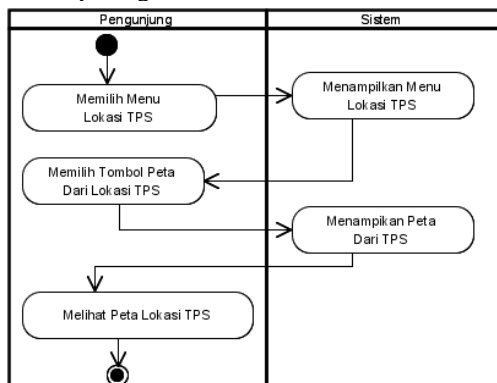 Pengunjung
Sistem
Memilih Menu
Lokasi TPS
Menampilkan Menu
Lokasi TPS
Memilih Tombol Peta
Dari Lokasi TPS
Menampikan Peta
Dari TPS
Melihat Peta Lokasi TPS